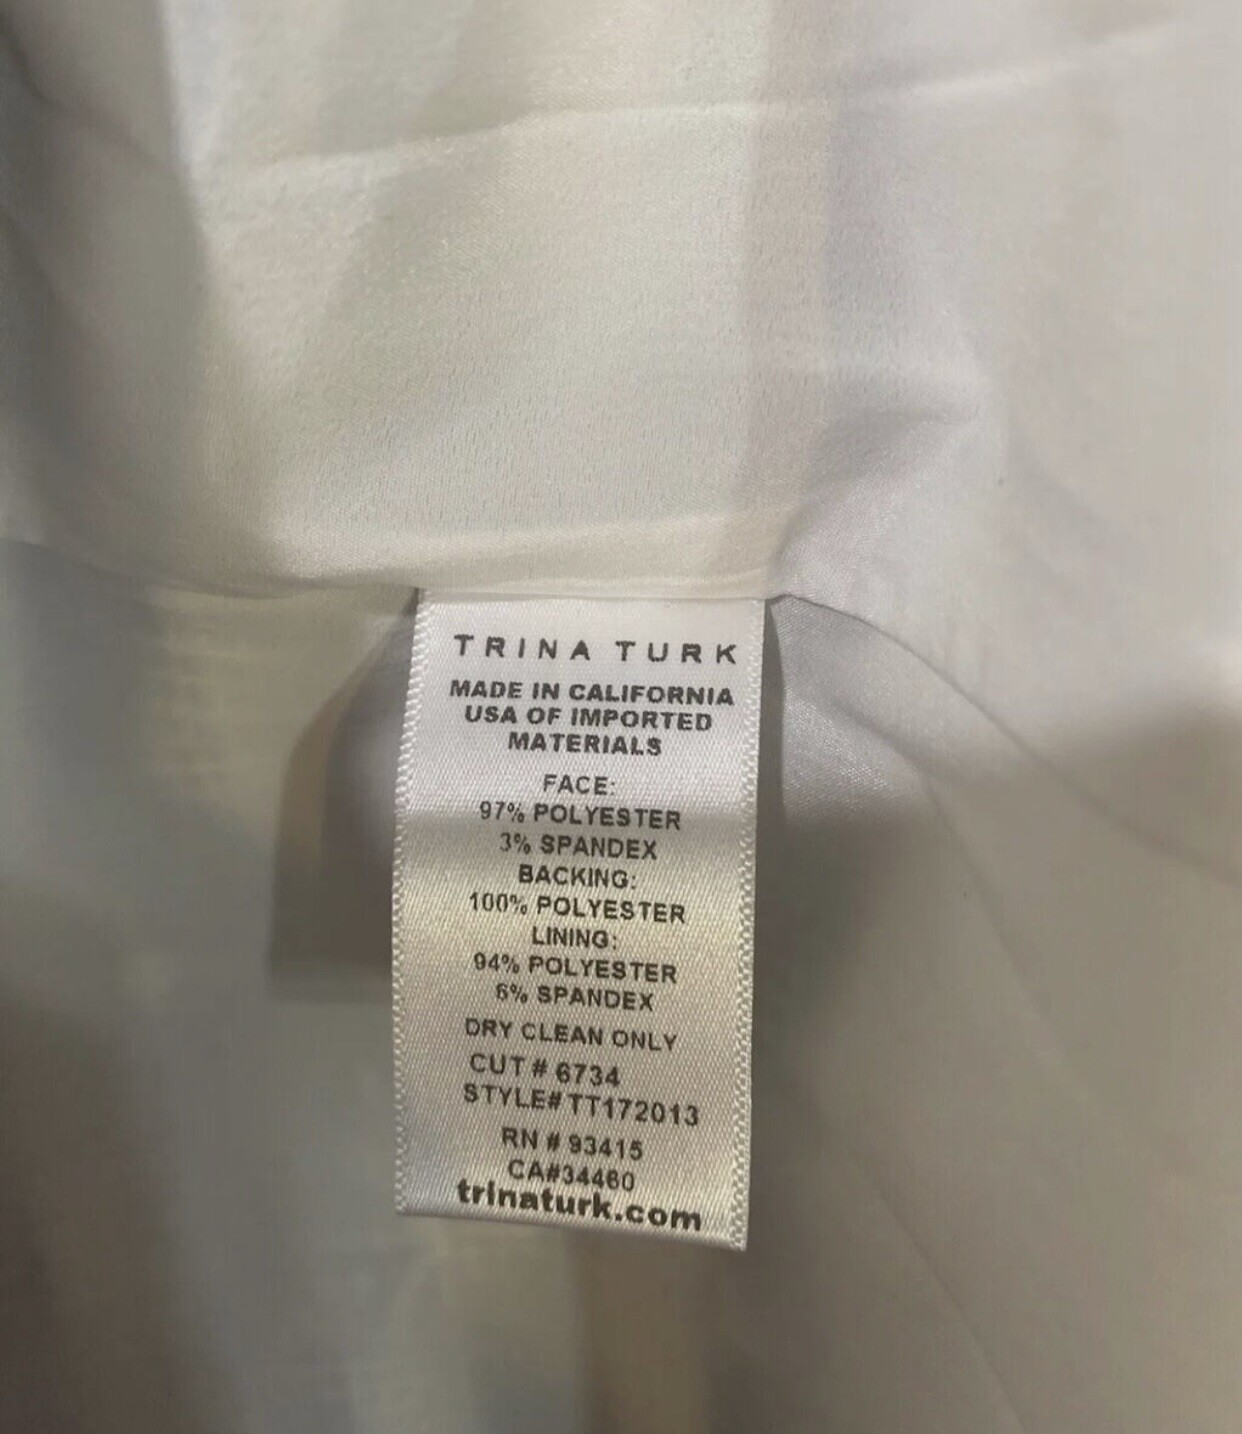 TRINA TURK
MADE IN CALIFORNIA
USA OF IMPORTED
MATERIALS
FACE:
97% POLYESTER
3% SPANDEX
BACKING:
100% POLYESTER
LINING:
94% POLYESTER
6% SPANDEX
DRY CLEAN ONLY
CUT # 6734
STYLE# TT172013
RN # 93415
CA#34460
trinaturk.com